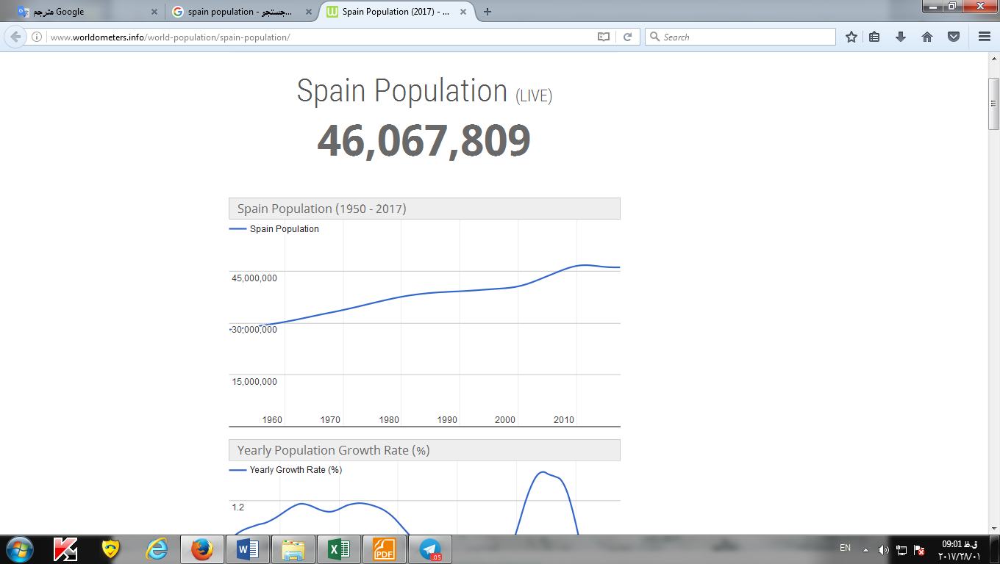 مترجم Google
spain population - جستجو...
Spain Population (2017) - ...
www.worldometers.info/world-population/spain-population/
Search
Spain Population (LIVE)
46,067,809
Spain Population (1950 - 2017)
Spain Population
45,000,000
30,000,000
15,000,000
1960 1970 1980 1990 2000 2010
Yearly Population Growth Rate (%)
Yearly Growth Rate (%)
1.2
W
X
PDF
.05
EN
09:01 ق.ظ
۲۰۱۷/۲۸/۰۱